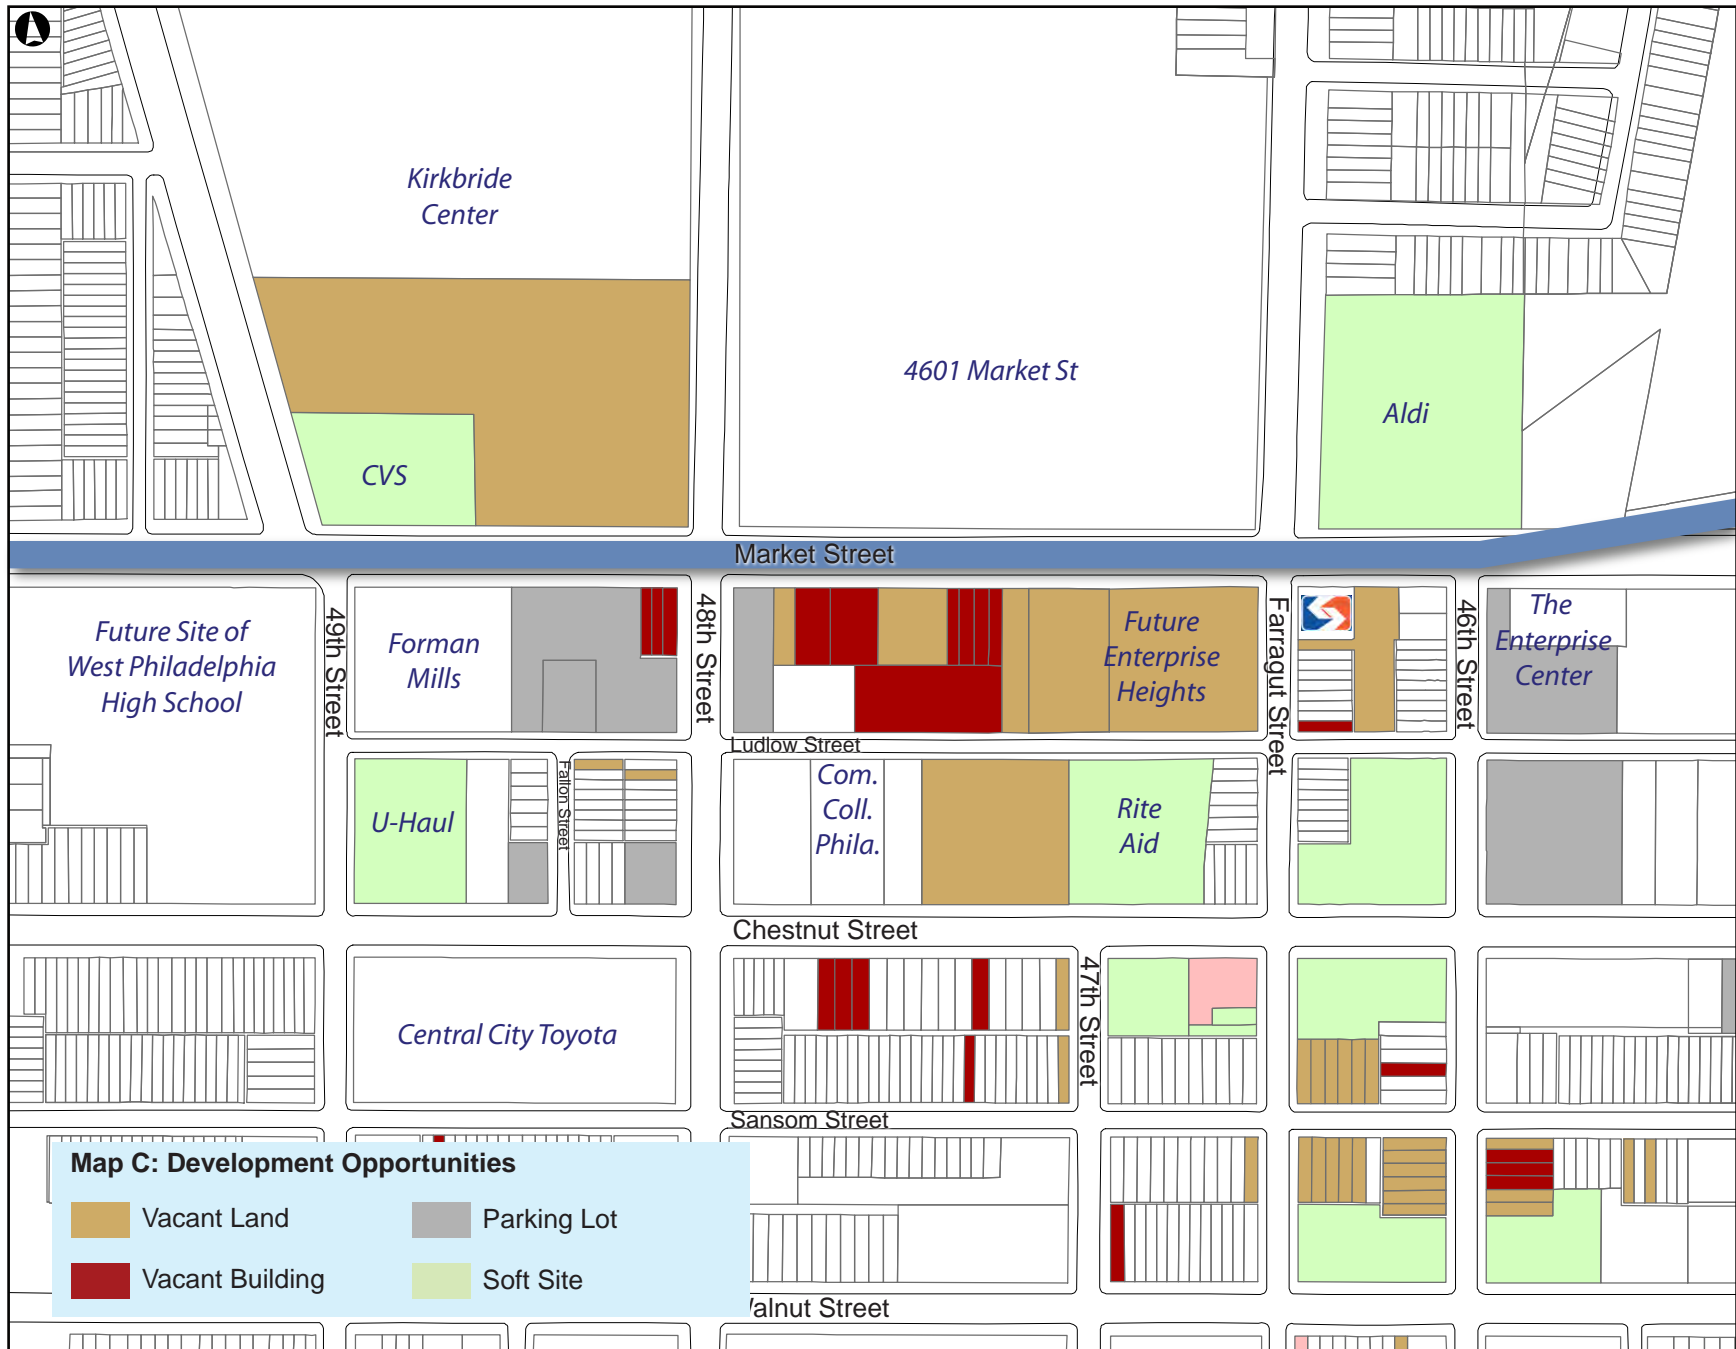 Kirkbride
Center
4601 Market St
Aldi
CVS
Market Street
Future Site of
West Philadelphia
High School
49th Street
Forman
Mills
48th Street
Future
Enterprise
Heights
Farragut Street
46th Street
The
Enterprise
Center
Ludlow Street
U-Haul
Fallon Street
Com.
Coll.
Phila.
Rite
Aid
Chestnut Street
Central City Toyota
47th Street
Sansom Street
Map C: Development Opportunities
Vacant Land
Parking Lot
Vacant Building
Soft Site
alnut Street